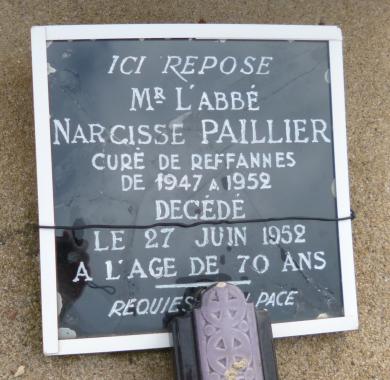 ICI REPOSE
MR L'ABBÉ
NARCISSE PAILLIER
CURÉ DE REFFANNES
DE 1947 A 1952
DECÉDÉ
LE 27 JUIN 1952
A L'AGE DE 70 ANS
PACE